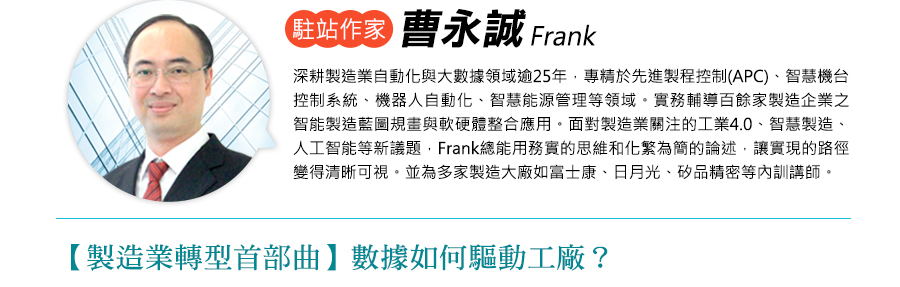 駐站作家 曹永誠 Frank
深耕製造業自動化與大數據領域逾25年，專精於先進製程控制(APC)、智慧機台
控制系統、機器人自動化、智慧能源管理等領域。實務輔導百餘家製造企業之
智能製造藍圖規畫與軟硬體整合應用。面對製造業關注的工業4.0、智慧製造、
人工智能等新議題，Frank總能用務實的思維和化繁為簡的論述，讓實現的路徑
變得清晰可視。並為多家製造大廠如富士康、日月光、矽品精密等內訓講師。
【製造業轉型首部曲】數據如何驅動工廠？